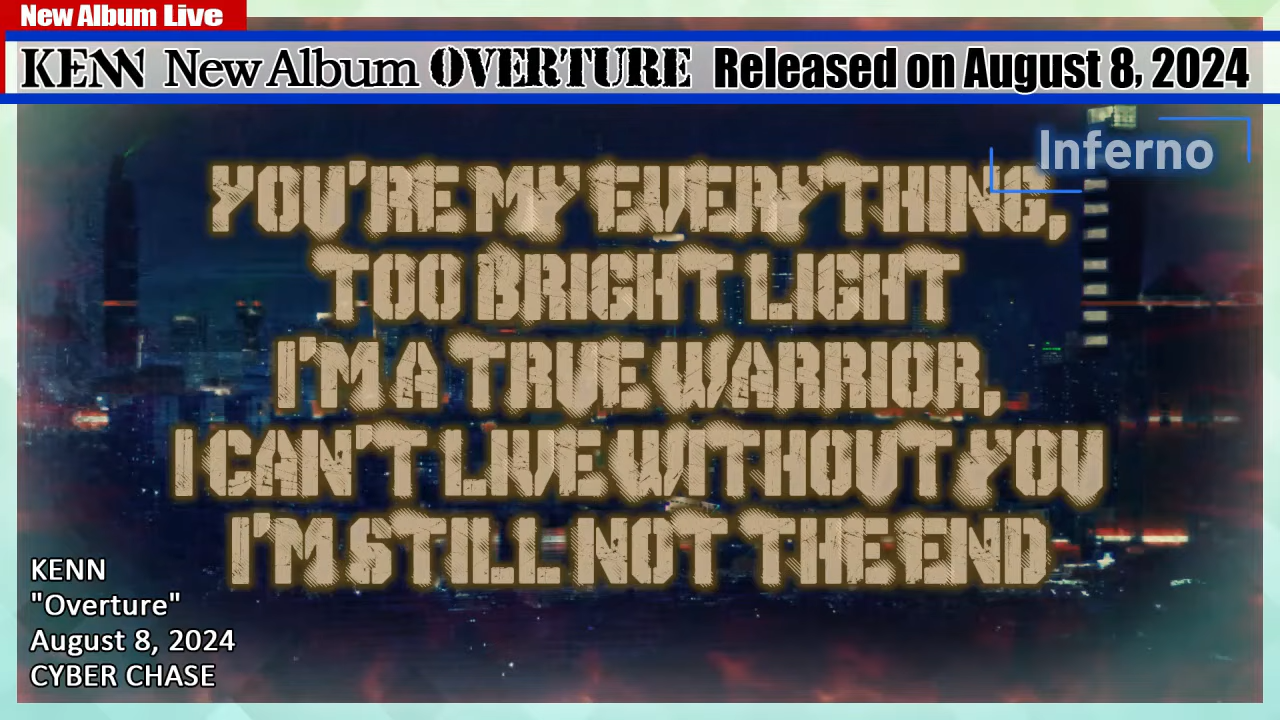 New Album Live
KENN New Album OVERTURE Released on August 8, 2024
Inferno
YOU'RE MY EVERYTHING,
TOO BRIGHT LIGHT
I'M A TRUE WARRIOR,
I CAN'T LIVE WITHOUT YOU
I'M STILL NOT THE END
KENN
"Overture"
August 8, 2024
CYBER CHASE